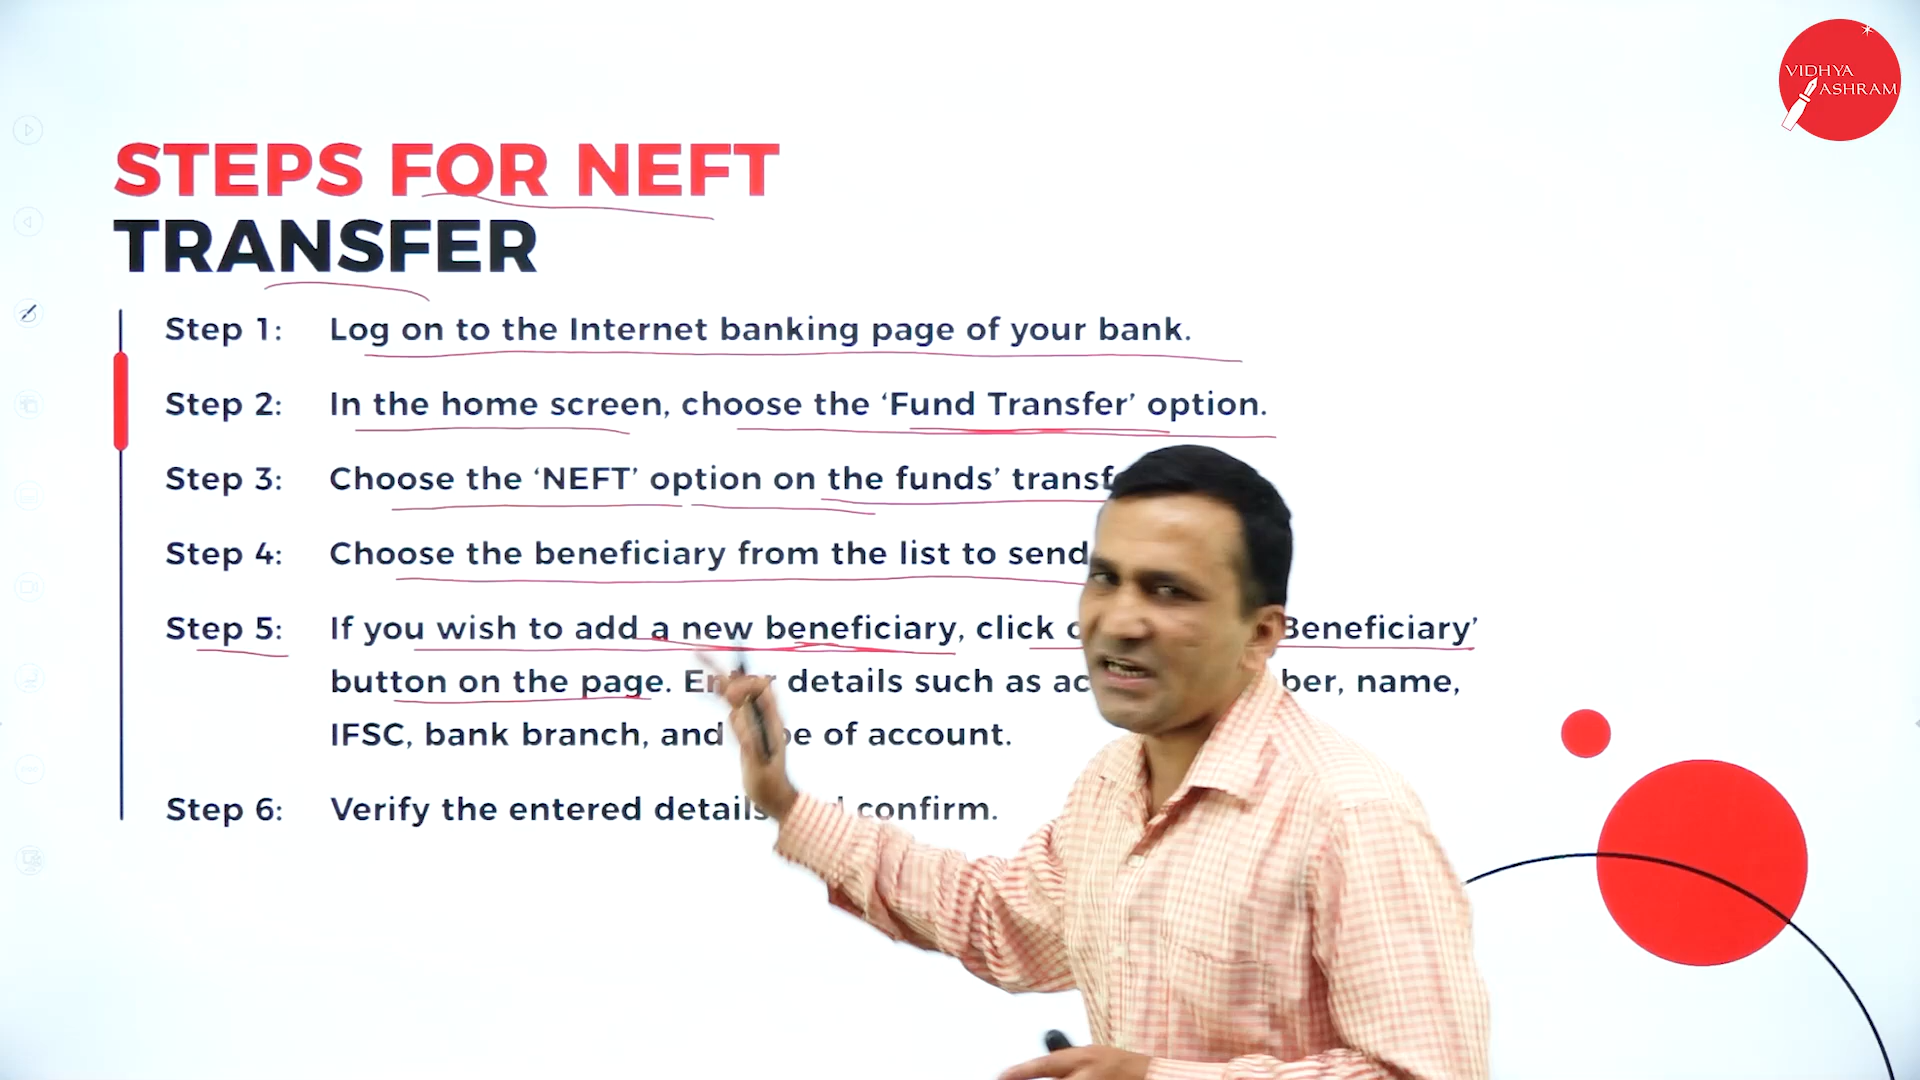 VIDHYA
ASHRAM
STEPS FOR NEFT
TRANSFER
Step 1: Log on to the Internet banking page of your bank.
Step 2: In the home screen, choose the ‘Fund Transfer’ option.
Step 3: Choose the ‘NEFT’ option on the funds’
Step 4: Choose the beneficiary from the list to send
Step 5: If you wish to add a new beneficiary, click Beneficiary’
button on the page. details such as name,
IFSC, bank branch, and of account.
Step 6: Verify the entered confirm.